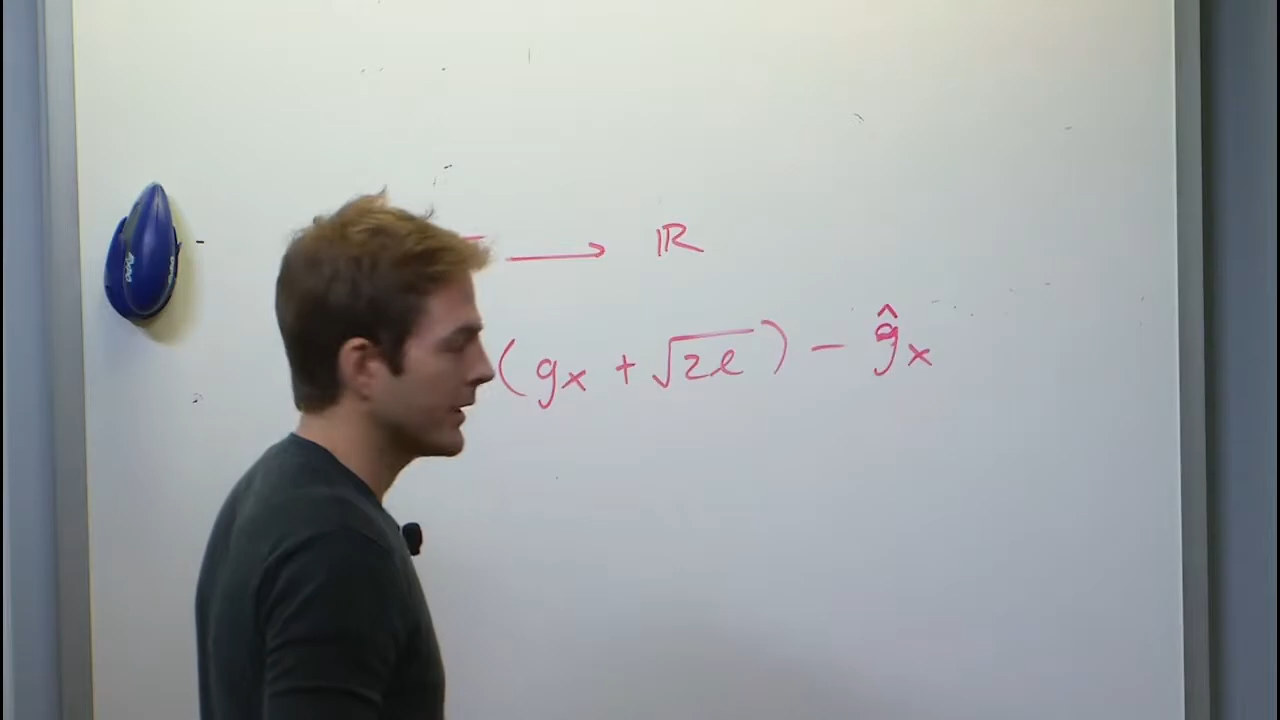 → ℝ
(gₓ + √2e) − ĝₓ